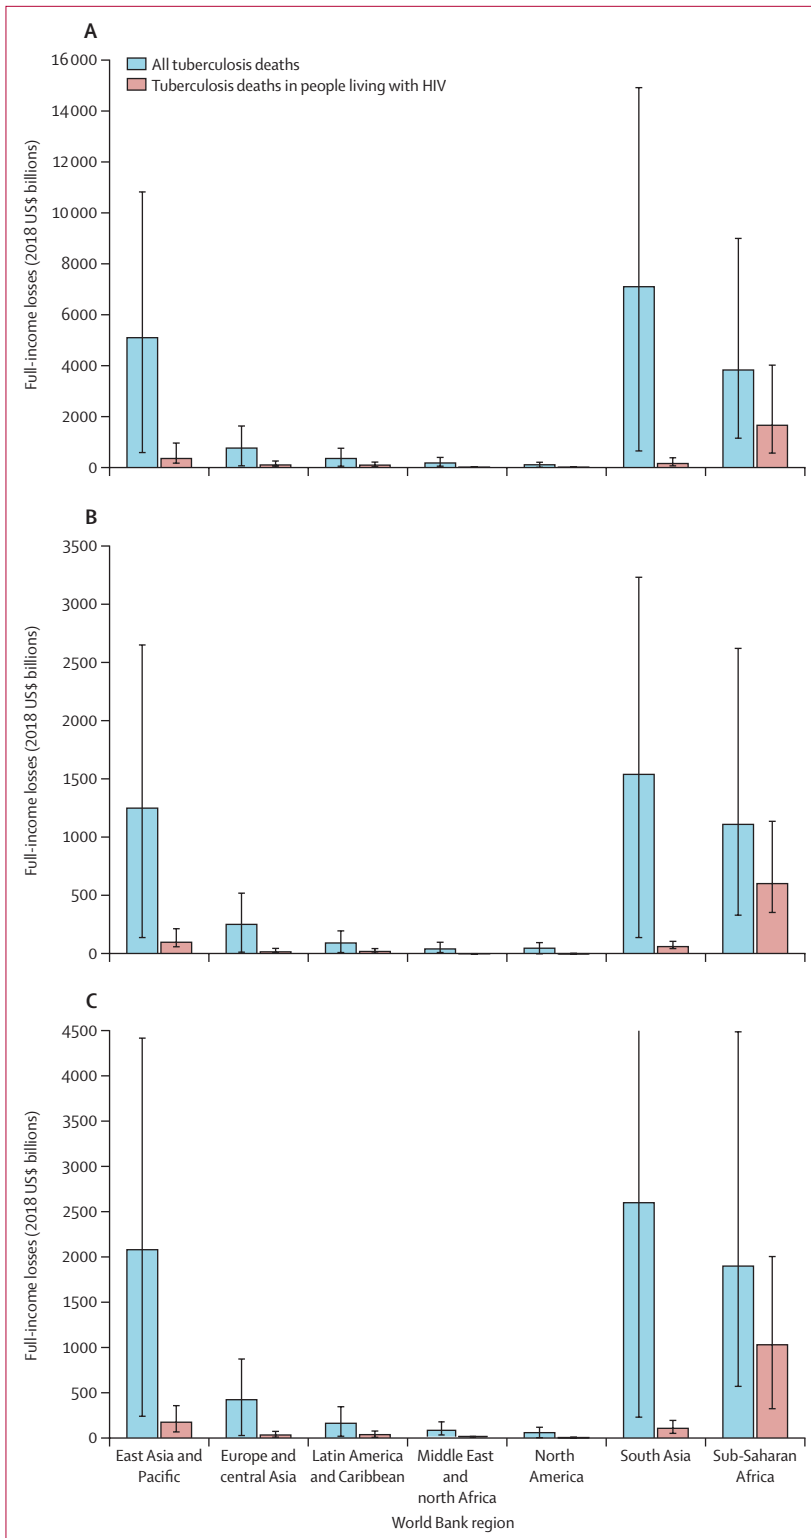 A
16 000
14 000
12 000
10 000
8000
6000
4000
2000
0
Full-income losses (2018 US$ billions)
All tuberculosis deaths
Tuberculosis deaths in people living with HIV
B
3500
3000
2500
2000
1500
1000
500
0
Full-income losses (2018 US$ billions)
C
4500
4000
3500
3000
2500
2000
1500
1000
500
0
Full-income losses (2018 US$ billions)
East Asia and
Pacific
Europe and
central Asia
Latin America
and Caribbean
Middle East
and
north Africa
North
America
South Asia
Sub-Saharan
Africa
World Bank region